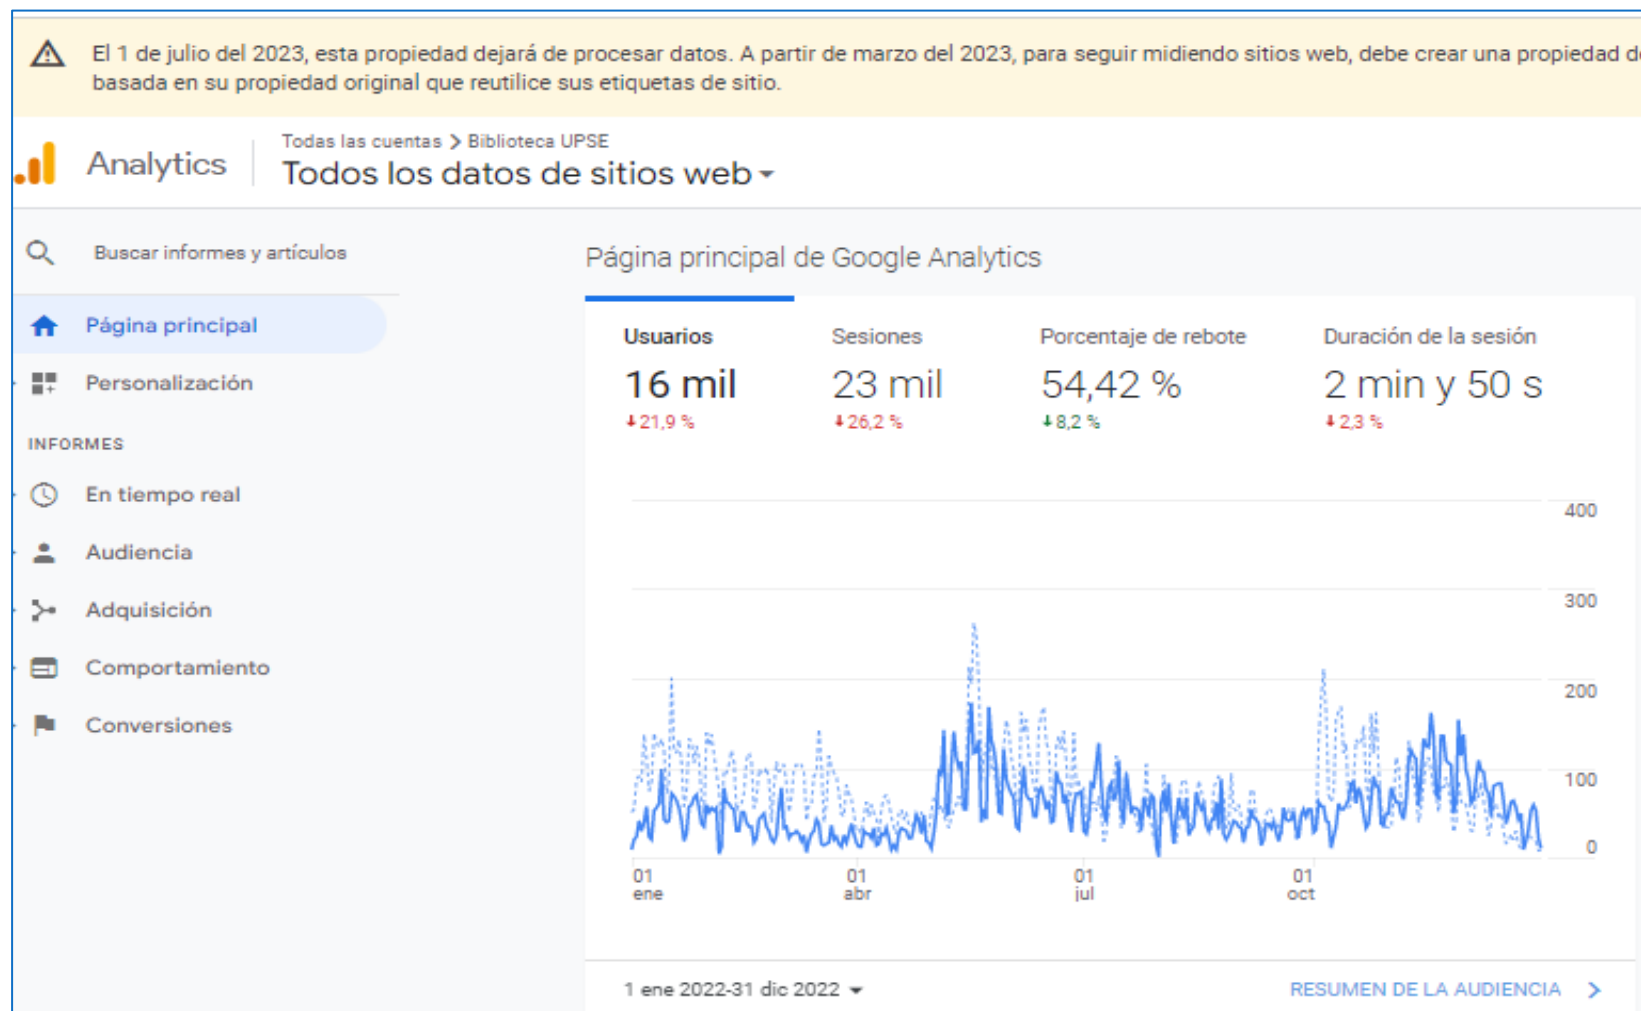 El 1 de julio del 2023, esta propiedad dejará de procesar datos. A partir de marzo del 2023, para seguir midiendo sitios web, debe crear una propiedad
basada en su propiedad original que reutilice sus etiquetas de sitio.
Analytics
Todas las cuentas > Biblioteca UPSE
Todos los datos de sitios web
Buscar informes y artículos
Página principal
Personalización
INFORMES
En tiempo real
Audiencia
Adquisición
Comportamiento
Conversiones
Página principal de Google Analytics
Usuarios
16 mil
21,9 %
Sesiones
23 mil
26,2 %
Porcentaje de rebote
54,42 %
8,2 %
Duración de la sesión
2 min y 50 s
2,3 %
400
300
200
100
0
01
ene
01
abr
01
jul
01
oct
1 ene 2022-31 dic 2022
RESUMEN DE LA AUDIENCIA